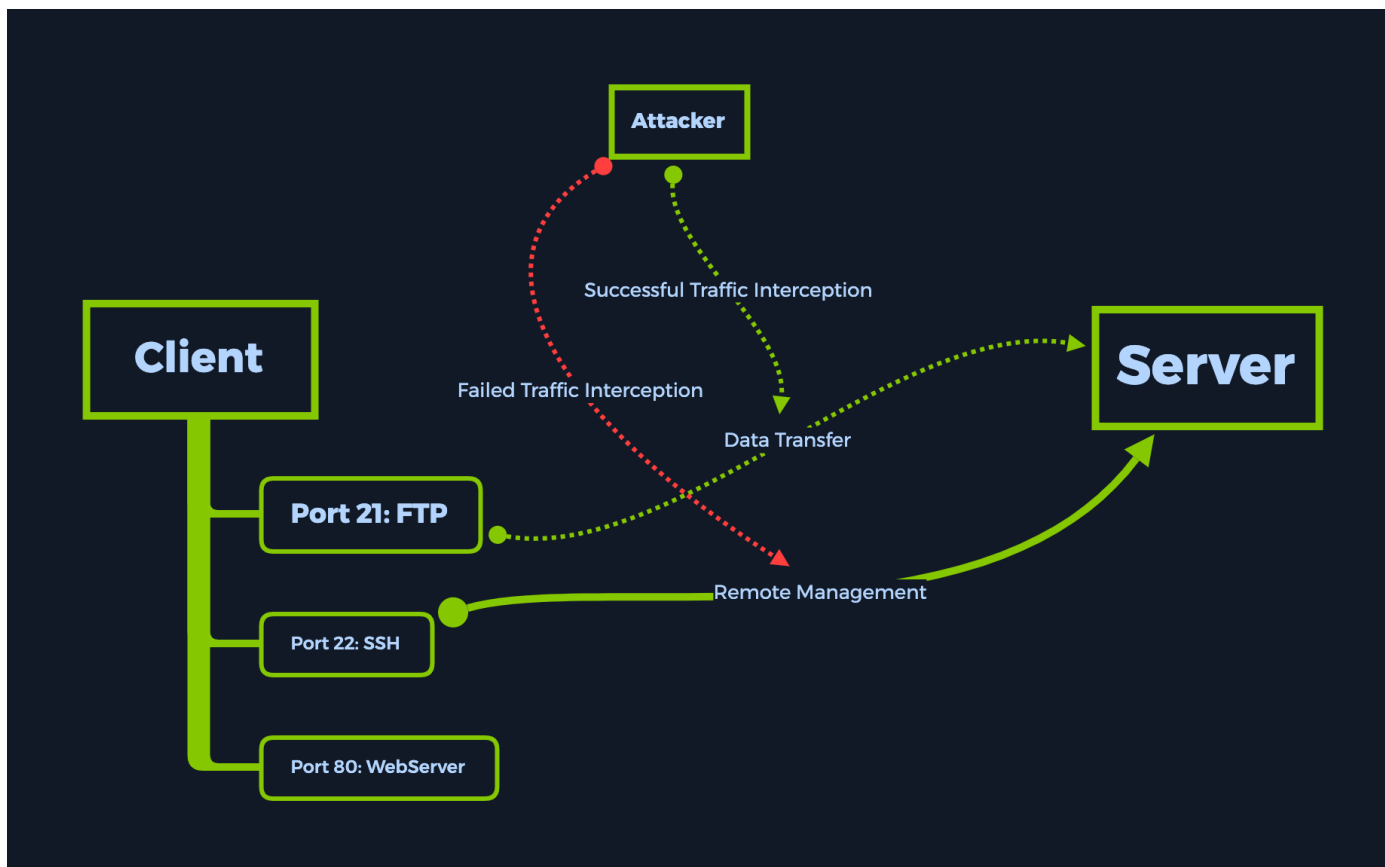 Attacker
Successful Traffic Interception
Client
Server
Failed Traffic Interception
Data Transfer
Port 21: FTP
Remote Management
Port 22: SSH
Port 80: WebServer